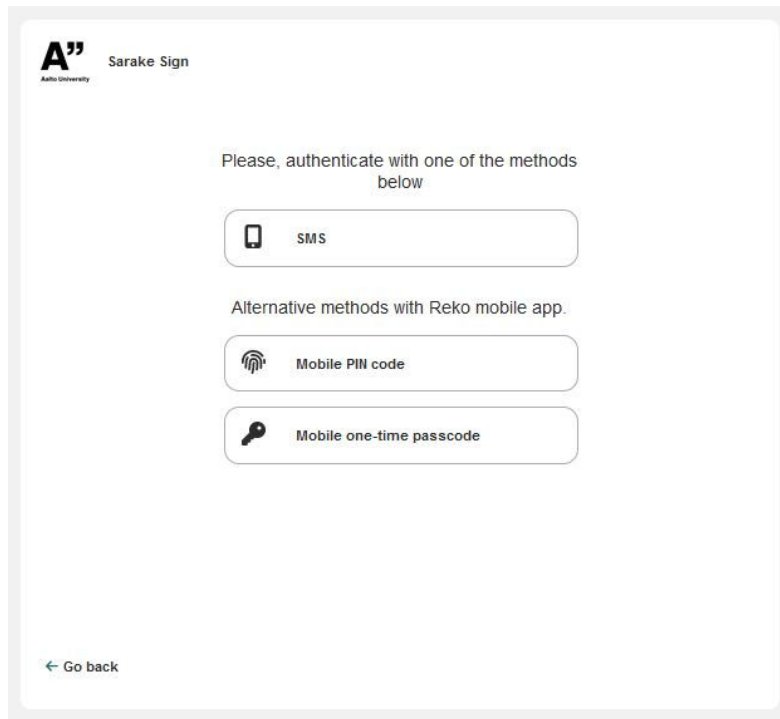 A”
Aalto University
Sarake Sign
Please, authenticate with one of the methods
below
SMS
Alternative methods with Reko mobile app.
Mobile PIN code
Mobile one-time passcode
← Go back